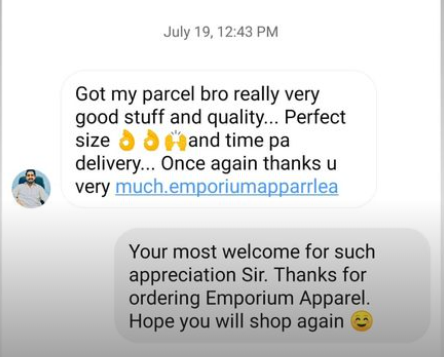 July 19, 12:43 PM
Got my parcel bro really very
good stuff and quality... Perfect
size 👌👌🙌and time pa
delivery... Once again thanks u
very much.emporiumapparrlea
Your most welcome for such
appreciation Sir. Thanks for
ordering Emporium Apparel.
Hope you will shop again 😊